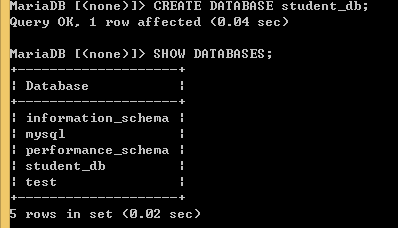 MariaDB [(none)]> CREATE DATABASE student_db;
Query OK, 1 row affected (0.04 sec)
MariaDB [(none)]> SHOW DATABASES;
+--------------------+
| Database           |
+--------------------+
| information_schema |
| mysql              |
| performance_schema |
| student_db         |
| test               |
+--------------------+
5 rows in set (0.02 sec)